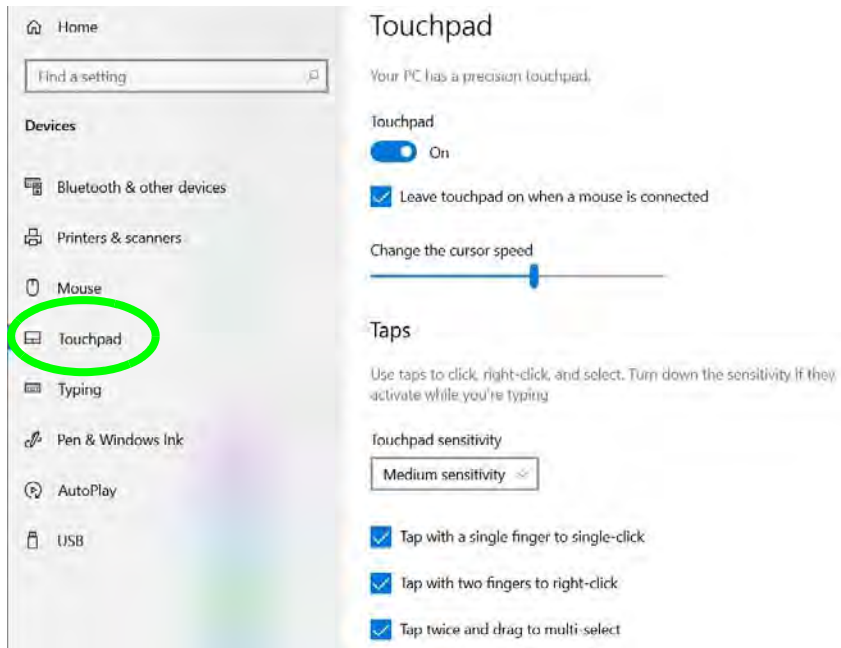 Home
Find a setting
Devices
Bluetooth & other devices
Printers & scanners
Mouse
Touchpad
Typing
Pen & Windows Ink
AutoPlay
USB
Touchpad
Your PC has a precision touchpad.
Touchpad
On
Leave touchpad on when a mouse is connected
Change the cursor speed
Taps
Use taps to click, right-click, and select. Turn down the sensitivity if they
activate while you're typing
Touchpad sensitivity
Medium sensitivity
Tap with a single finger to single-click
Tap with two fingers to right-click
Tap twice and drag to multi-select